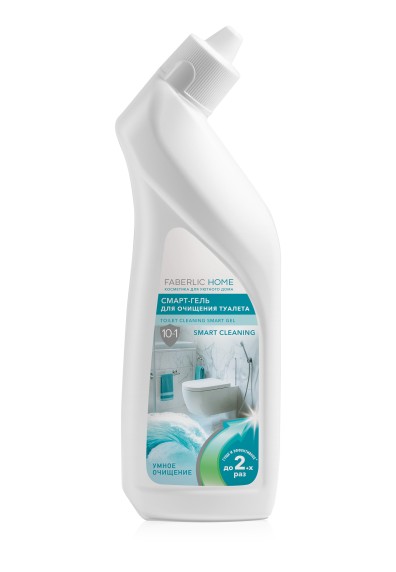 FABERLIC HOME
КОСМЕТИКА ДЛЯ УЮТНОГО ДОМА
СМАРТ-ГЕЛЬ
ДЛЯ ОЧИЩЕНИЯ ТУАЛЕТА
TOILET CLEANING SMART GEL
10-1
SMART CLEANING
УМНОЕ
ОЧИЩЕНИЕ
до 2-х
раз